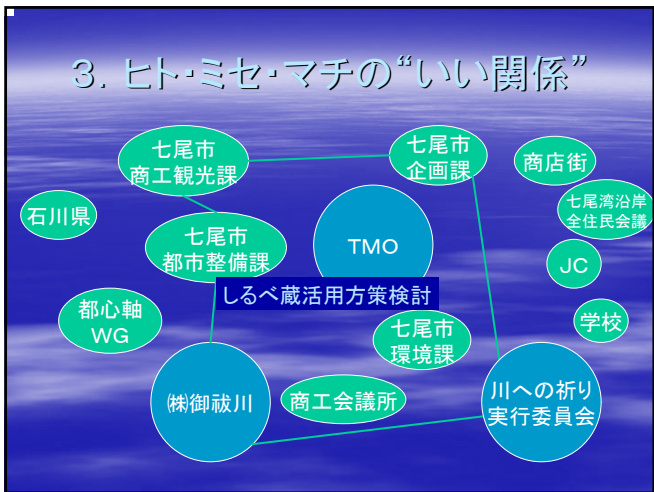 3. ヒト・ミセ・マチの“いい関係”
七尾市
商工観光課
七尾市
企画課
商店街
石川県
七尾湾沿岸
全住民会議
七尾市
都市整備課
TMO
JC
しるべ蔵活用方策検討
都心軸
WG
七尾市
環境課
学校
㈱御祓川
商工会議所
川への祈り
実行委員会